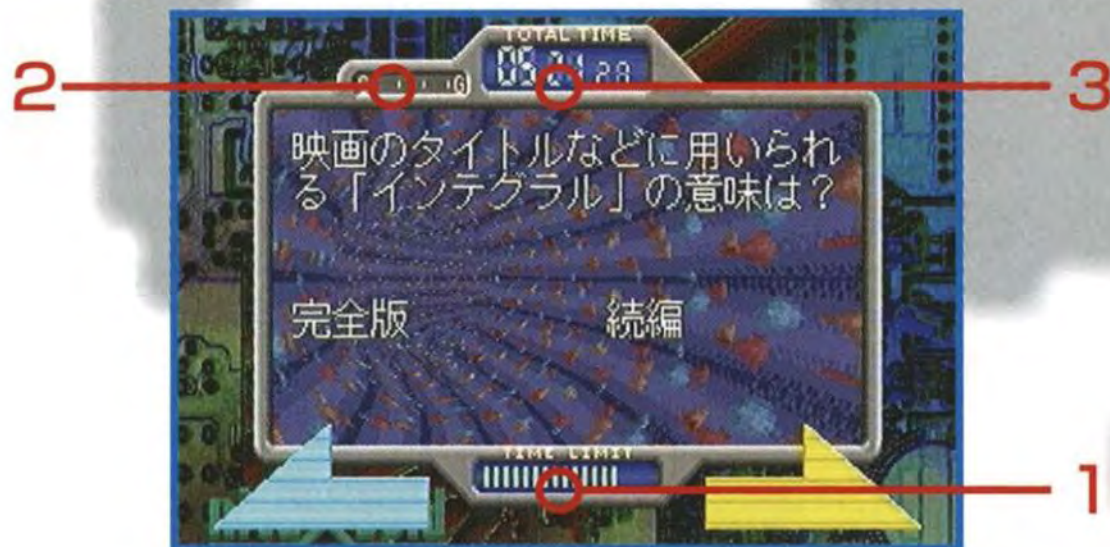 TOTAL TIME
2
3
映画のタイトルなどに用いられ
る「インテグラル」の意味は？
完全版
続編
TIME LIMIT
1